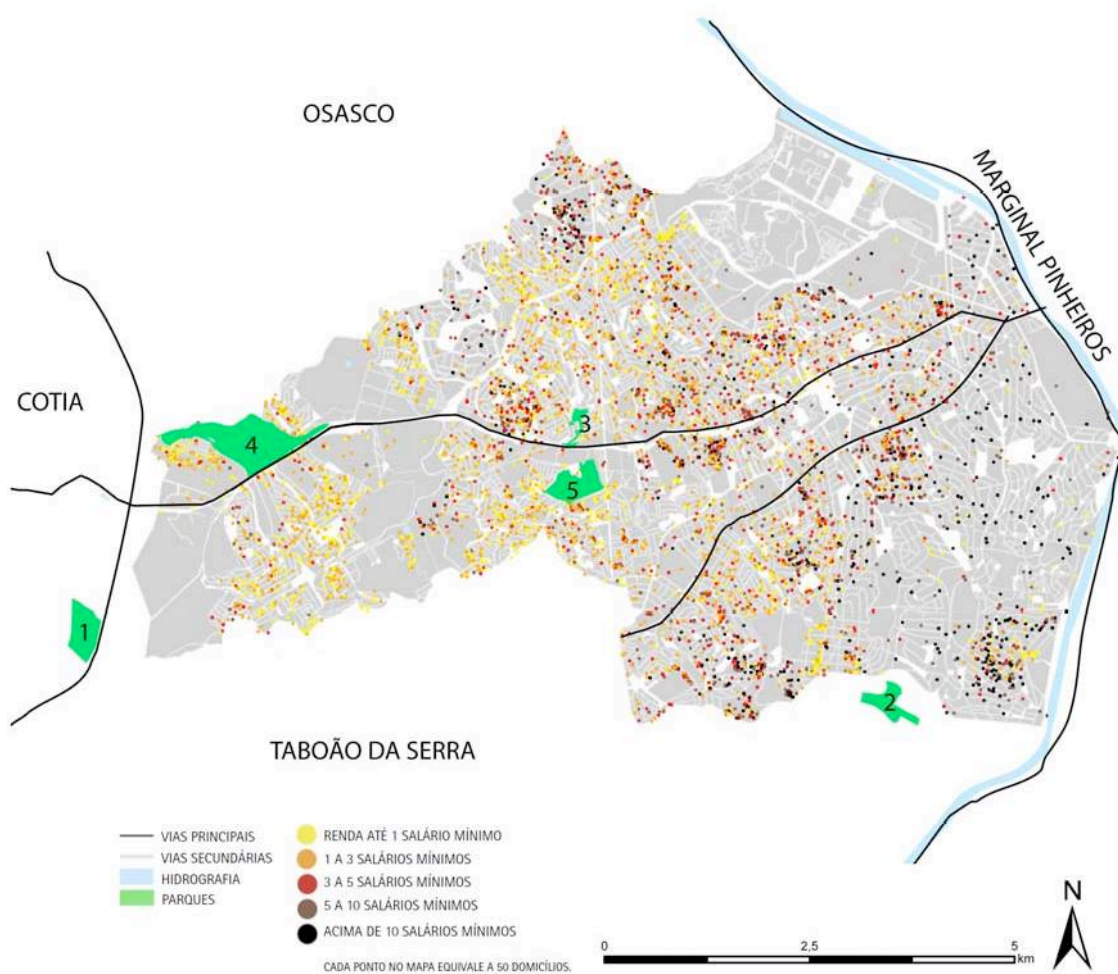 OSASCO
MARGINAL PINHEIROS
COTIA
3
4
5
1
2
TABOÃO DA SERRA
VIAS PRINCIPAIS
VIAS SECUNDÁRIAS
HIDROGRAFIA
PARQUES
RENDA ATÉ 1 SALÁRIO MÍNIMO
1 A 3 SALÁRIOS MÍNIMOS
3 A 5 SALÁRIOS MÍNIMOS
5 A 10 SALÁRIOS MÍNIMOS
ACIMA DE 10 SALÁRIOS MÍNIMOS
CADA PONTO NO MAPA EQUIVALE A 50 DOMICÍLIOS.
0 2,5 5
km
N